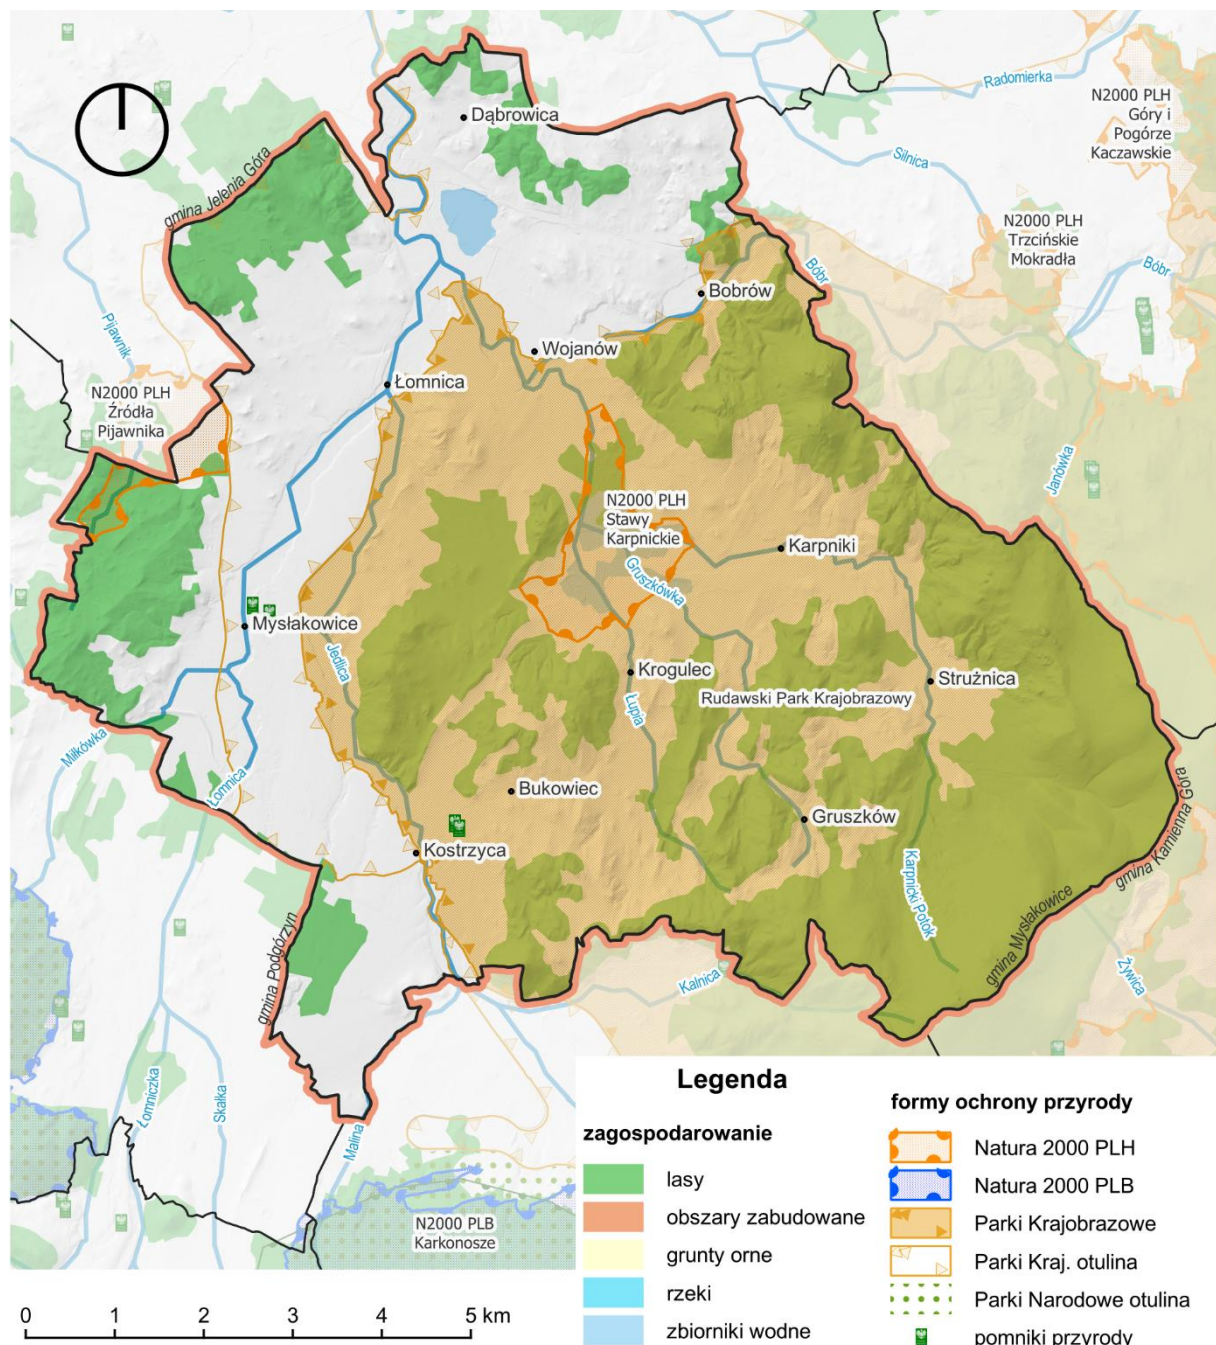 Radomierka
N2000 PLH
Góry i
Pogórze
Kaczawskie
Dąbrowica
Silnica
gmina Jelenia Góra
N2000 PLH
Trzcińskie
Mokradła
Bóbr
Bóbr
Bobrów
Pijawnik
Wojanów
Łomnica
N2000 PLH
Źródła
Pijawnika
Janówka
N2000 PLH
Stawy
Karpnickie
Karpniki
Gruszkówka
Mysłakowice
Jedlica
Krogulec
Strużnica
Rudawski Park Krajobrazowy
Łupia
Miłkówka
Łomnica
Bukowiec
Gruszków
gmina Kamienna Góra
Kostrzyca
Karpnicki Potok
gmina Mysłakowice
gmina Podgórzyn
Kalnica
Żywica
Łomniczka
Skałka
Malina
N2000 PLB
Karkonosze
Legenda
zagospodarowanie
lasy
obszary zabudowane
grunty orne
rzeki
zbiorniki wodne
formy ochrony przyrody
Natura 2000 PLH
Natura 2000 PLB
Parki Krajobrazowe
Parki Kraj. otulina
Parki Narodowe otulina
pomniki przyrody
0 1 2 3 4 5 km